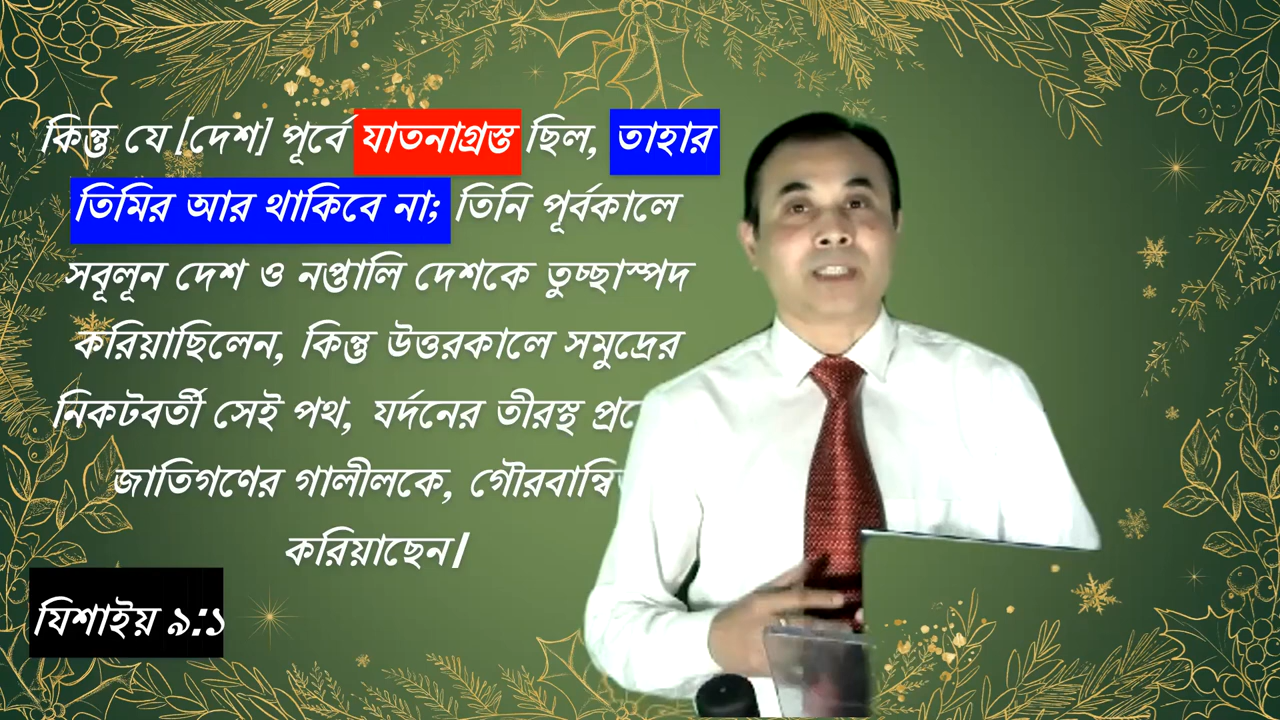 কিন্তু যে [দেশ] পূর্বে যাতনাগ্রস্ত ছিল, তাহার
তিমির আর থাকিবে না; তিনি পূর্বকালে
সবূলূন দেশ ও নপ্তালি দেশকে তুচ্ছাস্পদ
করিয়াছিলেন, কিন্তু উত্তরকালে সমুদ্রের
নিকটবর্তী সেই পথ, যর্দনের তীরস্থ
জাতিগণের গালীলকে,
করিয়াছেন।
যিশাইয় ৯:১